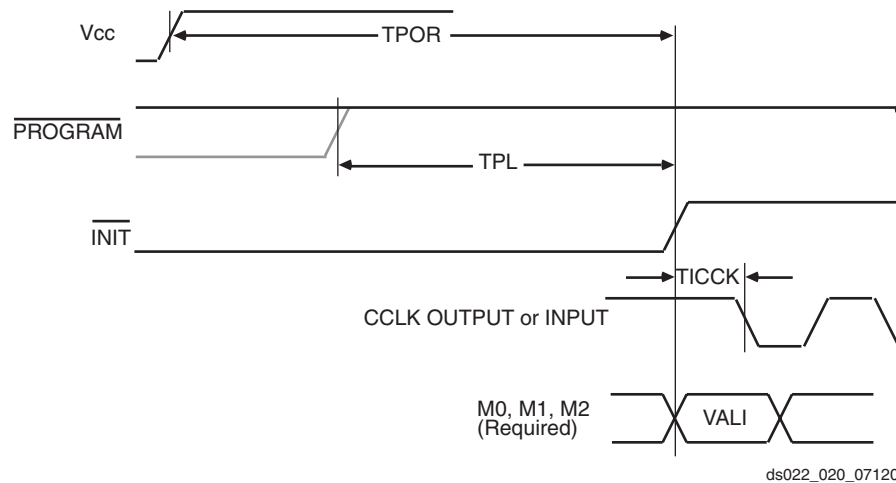 Vcc
TPOR
PROGRAM
TPL
INIT
TICCK
CCLK OUTPUT or INPUT
M0, M1, M2
(Required)
VALI
ds022_020_07120